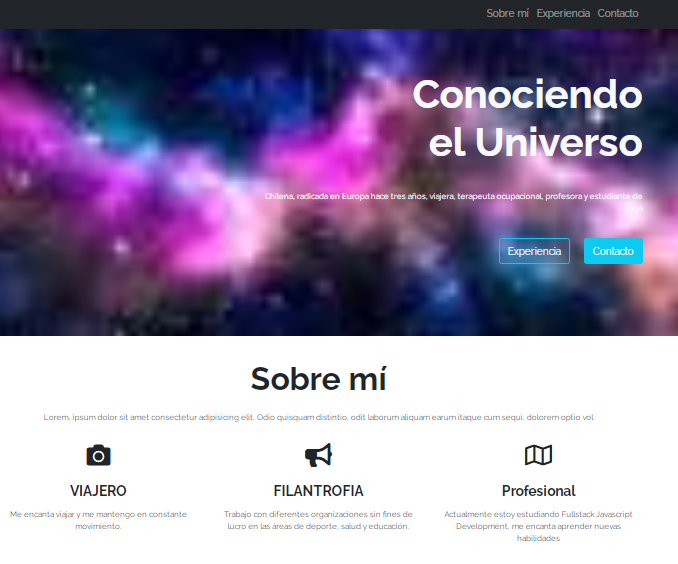 Sobre mí Experiencia Contacto
Conociendo
el Universo
Chilena, radicada en Europa hace tres años, viajera, terapeuta ocupacional, profesora y estudiante de
Experiencia Contacto
Sobre mí
Lorem, ipsum dolor sit amet consectetur adipisicing elit. Odio quisquam distintio, odit laborum aliquam earum itaque cum sequi, dolorem optio vol.
VIAJERO
Me encanta viajar y me mantengo en constante
movimiento.
FILANTROFIA
Trabajo con diferentes organizaciones sin fines de
lucro en las áreas de deporte, salud y educación.
Profesional
Actualmente estoy estudiando Fullstack Javascript
Development, me encanta aprender nuevas
habilidades